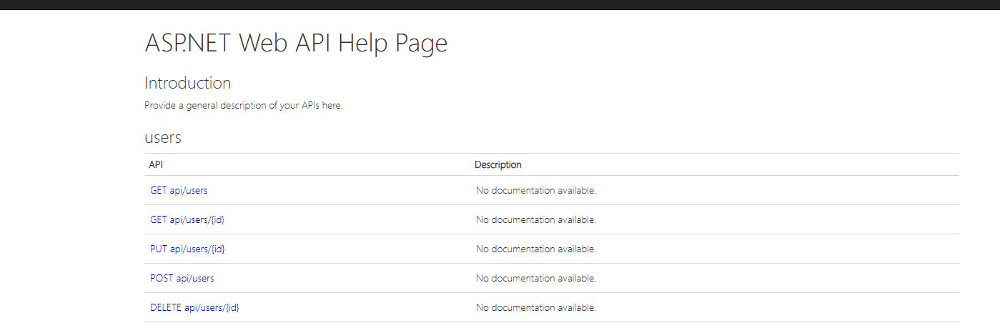 ASP.NET Web API Help Page
Introduction
Provide a general description of your APIs here.
users
API Description
GET api/users No documentation available.
GET api/users/{id} No documentation available.
PUT api/users/{id} No documentation available.
POST api/users No documentation available.
DELETE api/users/{id} No documentation available.